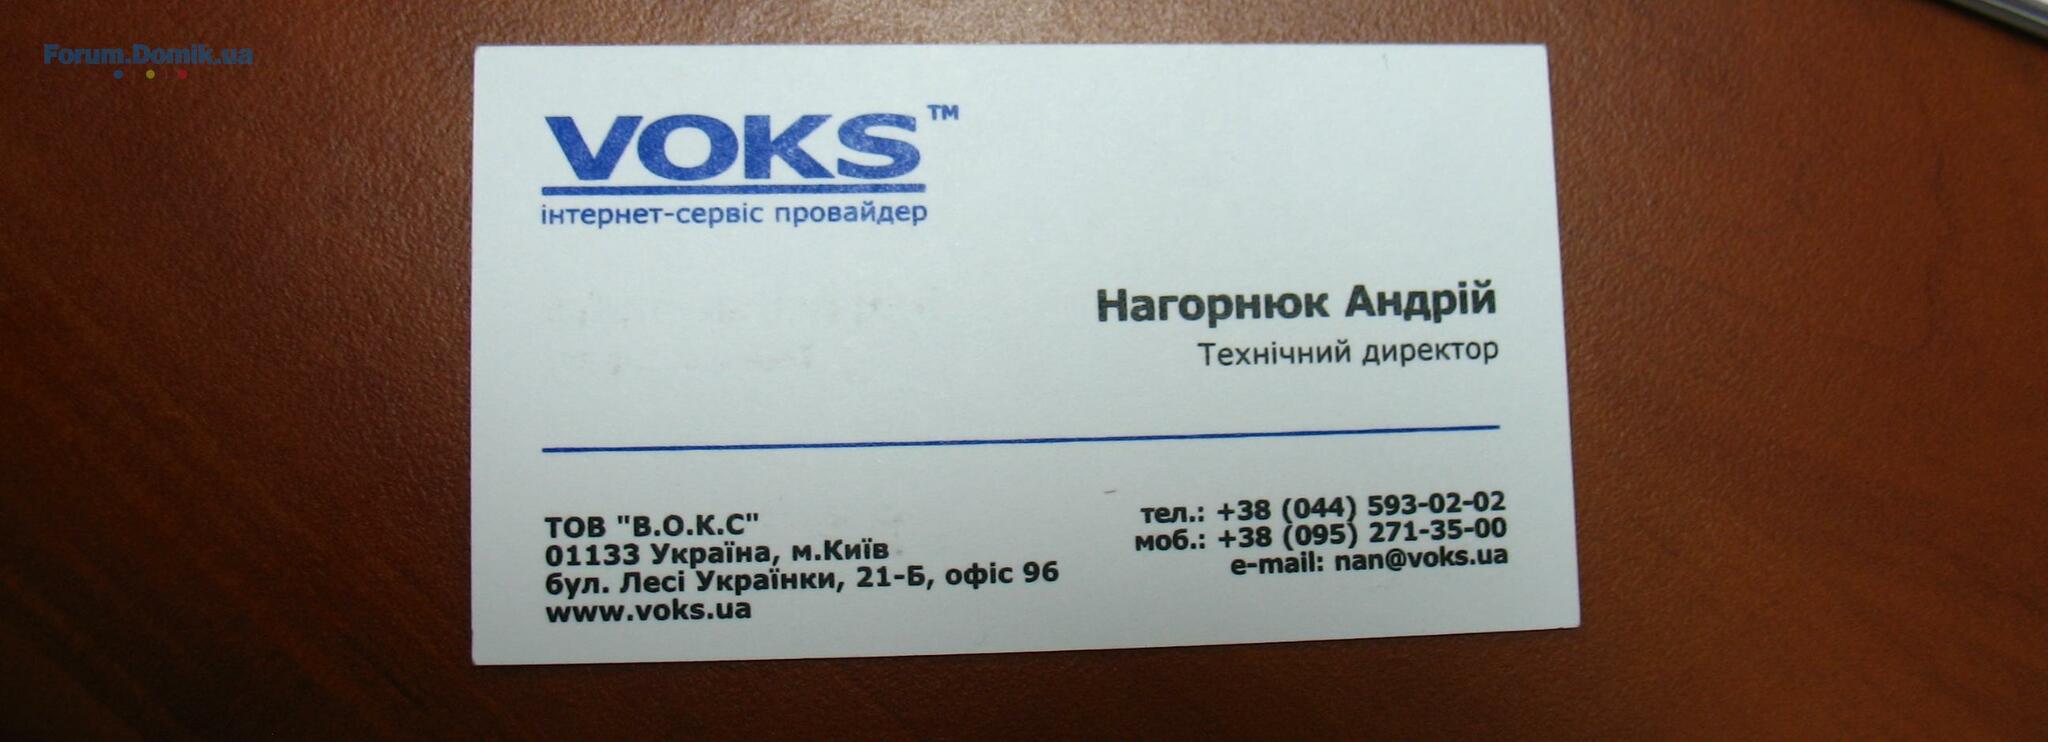 Forum.Domik.ua
VOKS™
інтернет-сервіс провайдер
Нагорнюк Андрій
Технічний директор
ТОВ "В.О.К.С"
01133 Україна, м.Київ
бул. Лесі Українки, 21-Б, офіс 96
www.voks.ua
тел.: +38 (044) 593-02-02
моб.: +38 (095) 271-35-00
e-mail: nan@voks.ua